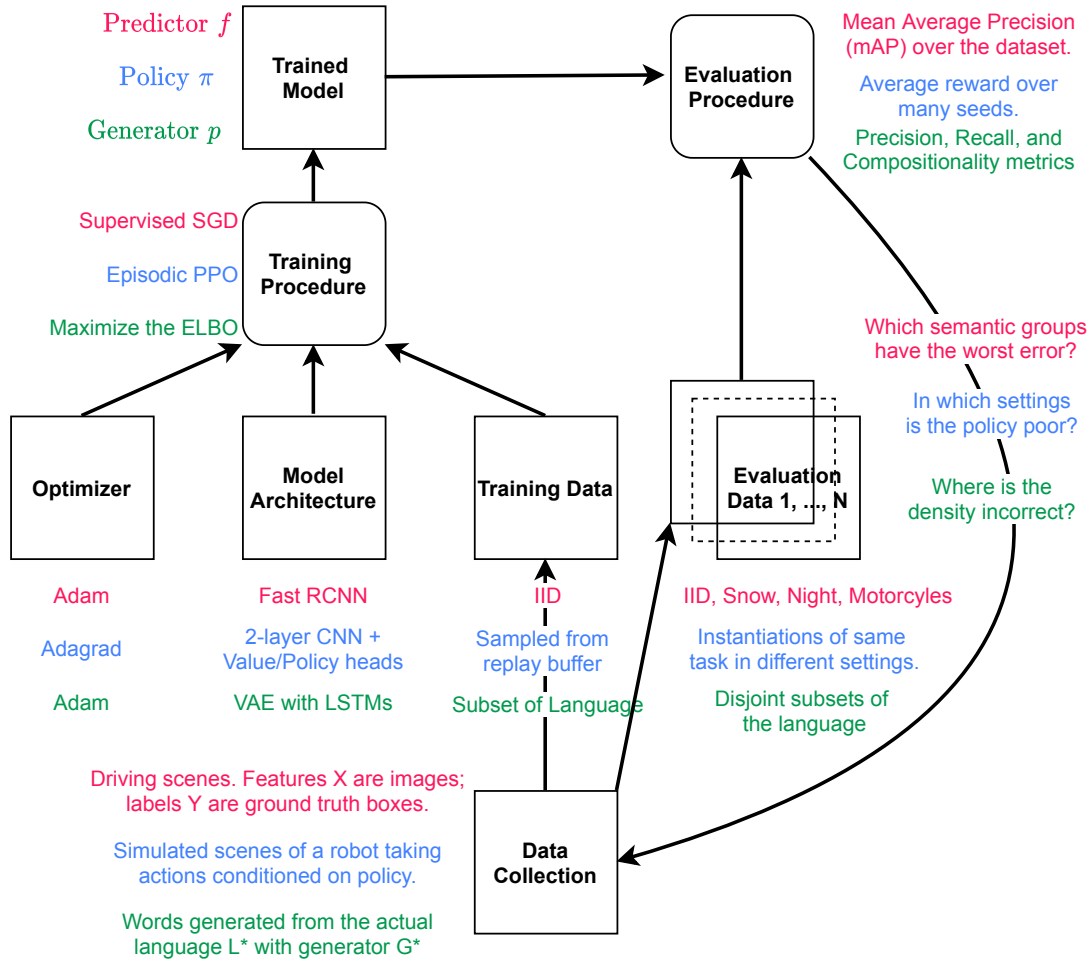 Predictor f
Policy π
Generator p
Trained
Model
Evaluation
Procedure
Mean Average Precision
(mAP) over the dataset.
Average reward over
many seeds.
Precision, Recall, and
Compositionality metrics
Supervised SGD
Episodic PPO
Maximize the ELBO
Training
Procedure
Which semantic groups
have the worst error?
In which settings
is the policy poor?
Where is the
density incorrect?
Optimizer
Model
Architecture
Training Data
Evaluation
Data 1, ..., N
Adam
Adagrad
Adam
Fast RCNN
2-layer CNN +
Value/Policy heads
VAE with LSTMs
IID
Sampled from
replay buffer
Subset of Language
IID, Snow, Night, Motorcyles
Instantiations of same
task in different settings.
Disjoint subsets of
the language
Driving scenes. Features X are images;
labels Y are ground truth boxes.
Simulated scenes of a robot taking
actions conditioned on policy.
Words generated from the actual
language L* with generator G*
Data
Collection